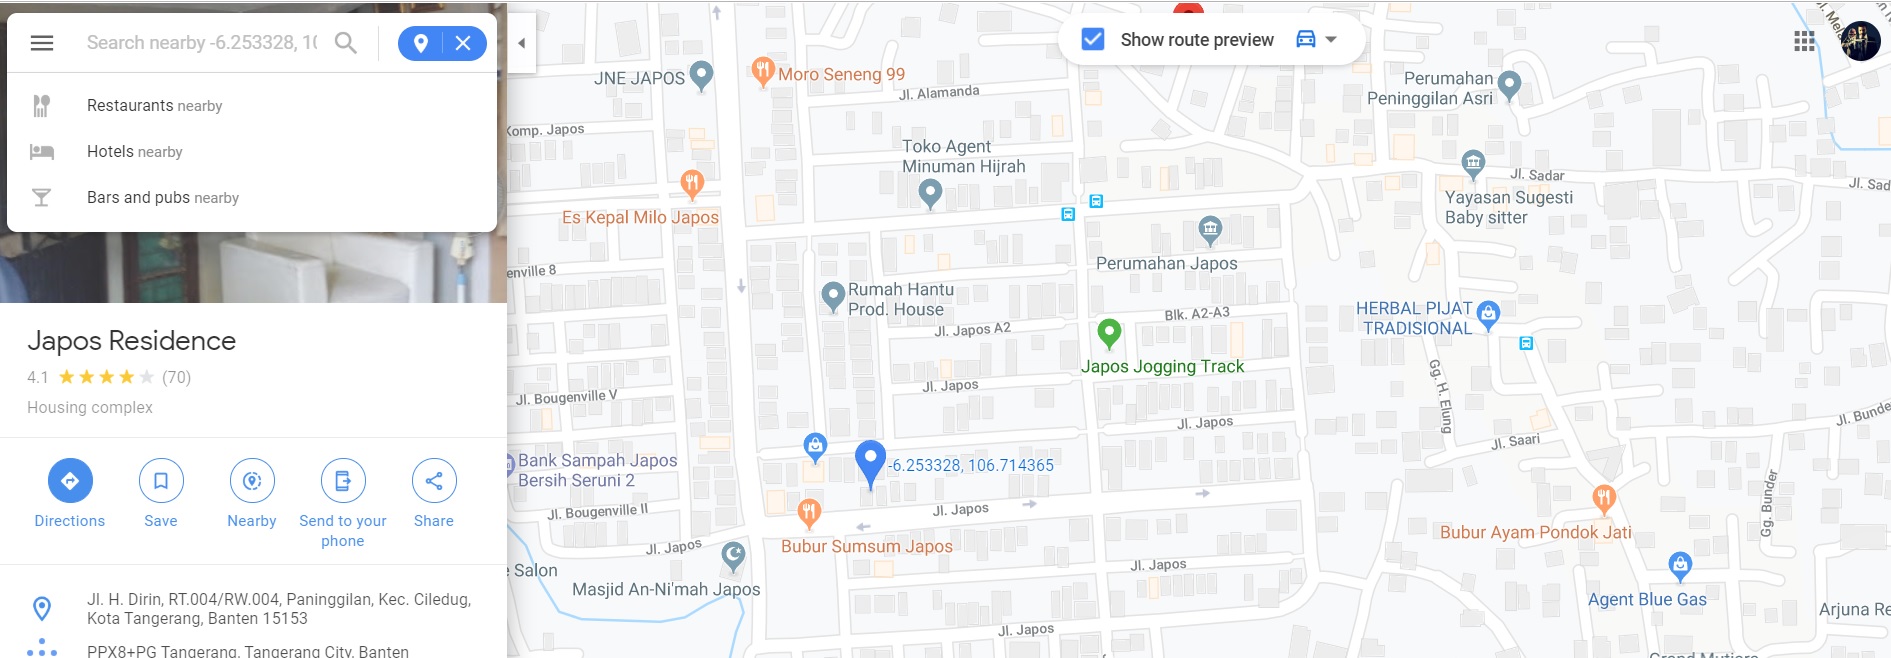 Search nearby -6.253328, 10
Restaurants nearby
Hotels nearby
Bars and pubs nearby
Japos Residence
4.1 (70)
Housing complex
Directions
Save
Nearby
Send to your
phone
Share
Jl. H. Dirin, RT.004/RW.004, Paninggilan, Kec. Ciledug,
Kota Tangerang, Banten 15153
PPX8+PG Tangerang, Tangerang City, Banten
Show route preview
JNE JAPOS
Moro Seneng 99
Jl. Alamanda
Perumahan
Peninggilan Asri
Komp. Japos
Toko Agent
Minuman Hijrah
Jl. Sadar
Jl. Sad
Es Kepal Milo Japos
Yayasan Sugesti
Baby sitter
enville 8
Perumahan Japos
Rumah Hantu
Prod. House
Jl. Japos A2
Blk. A2-A3
HERBAL PIJAT
TRADISIONAL
Japos Jogging Track
Jl. Bougenville V
Jl. Japos
Gg. H. Elung
Jl. Bunde
Jl. Japos
Jl. Saari
Bank Sampah Japos
Bersih Seruni 2
-6.253328, 106.714365
Jl. Bougenville II
Jl. Japos
Gg. Bunder
Bubur Sumsum Japos
Bubur Ayam Pondok Jati
Jl. Japos
e Salon
Masjid An-Ni'mah Japos
Jl. Japos
Agent Blue Gas
Arjuna Re
Jl. Japos